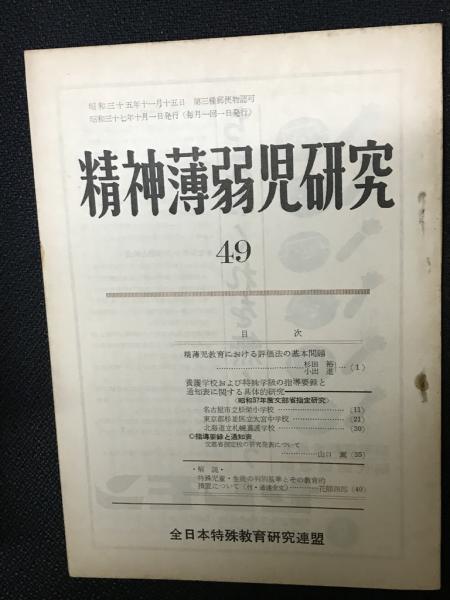 昭和三十五年十一月十五日 第三種郵便物認可
昭和三十七年十月一日発行(毎月一回一日発行)
精神薄弱児研究
49
目 次
精薄児教育における評価法の基本問題
杉田 裕
小出 進 (1)
養護学校および特殊学級の指導要録と
通知表に関する具体的研究
〈昭和37年度文部省指定研究〉
名古屋市立松栄小学校 (11)
東京都杉並区立大宮中学校 (21)
北海道立札幌養護学校 (30)
◎指導要録と通知表
文部省指定校の研究発表について
山口 薫 (35)
・解 説・
特殊児童・生徒の判別基準とその教育的
措置について(付・通達全文) 花 四郎 (40)
全日本特殊教育研究連盟